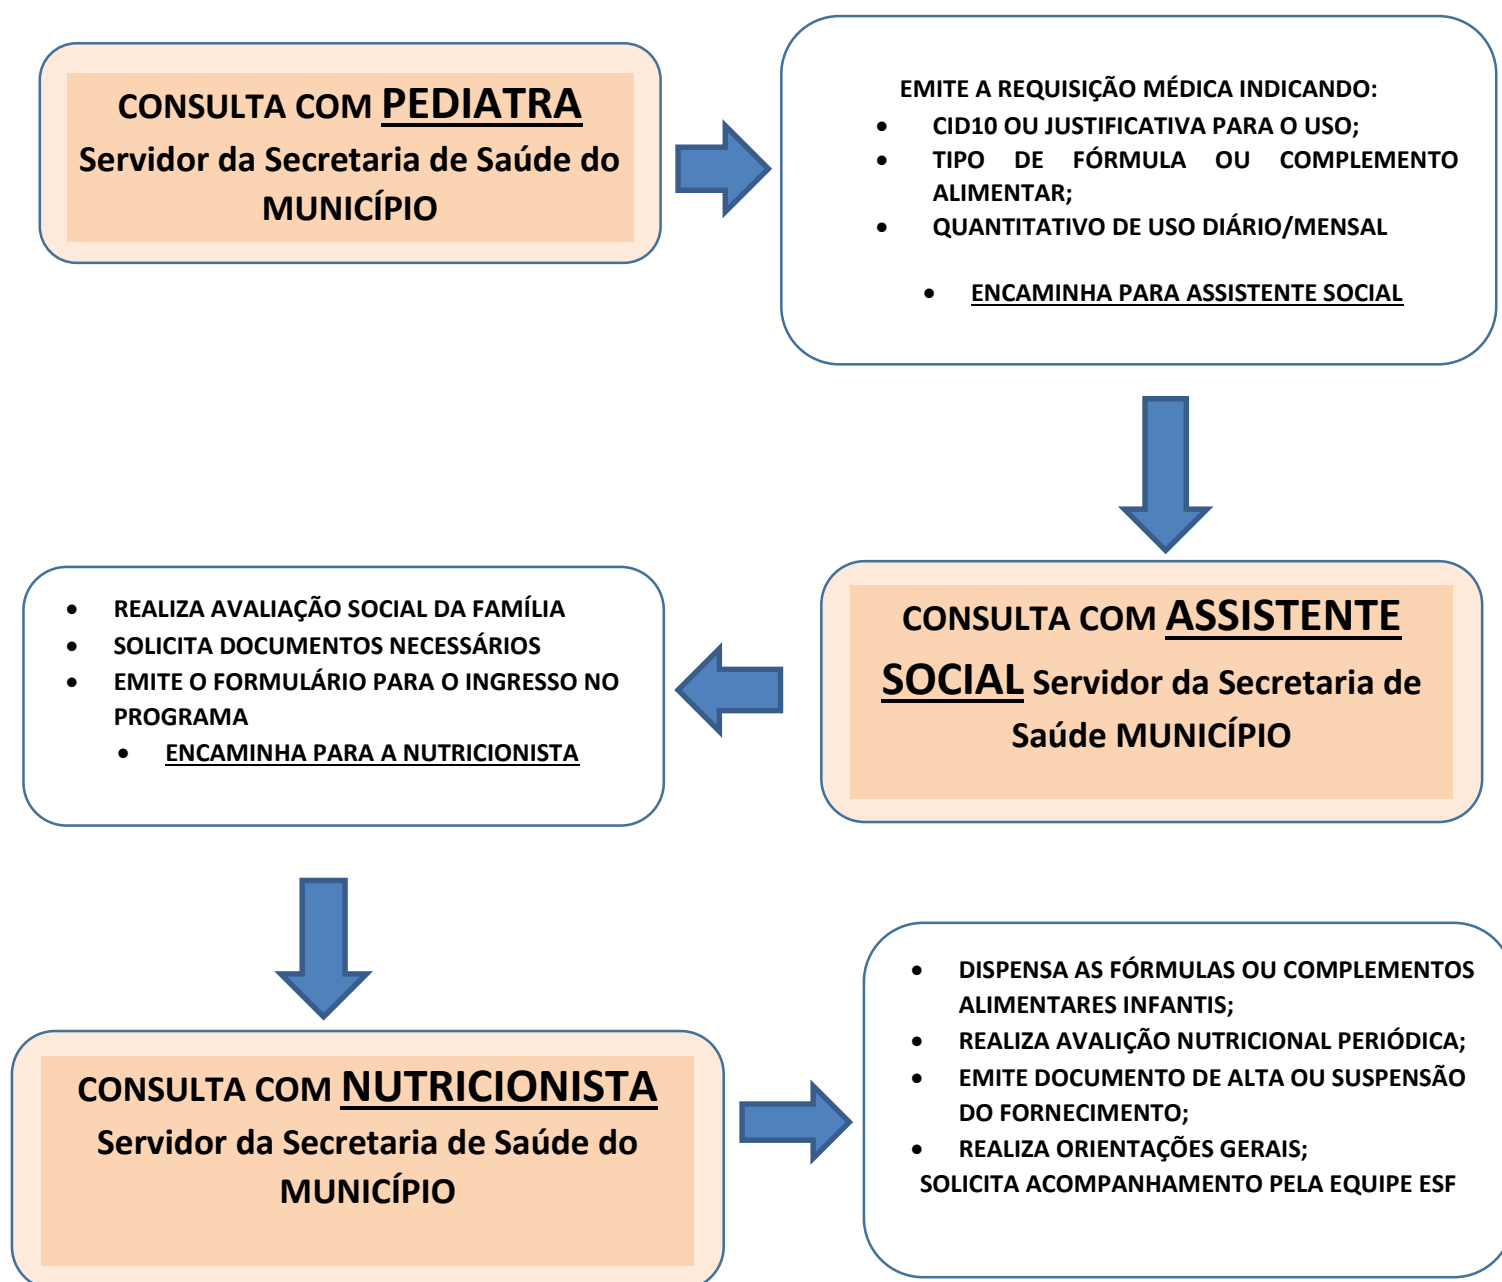 CONSULTA COM PEDIATRA
Servidor da Secretaria de Saúde do
MUNICÍPIO
EMITE A REQUISIÇÃO MÉDICA INDICANDO:
• CID10 OU JUSTIFICATIVA PARA O USO;
• TIPO DE FÓRMULA OU COMPLEMENTO
ALIMENTAR;
• QUANTITATIVO DE USO DIÁRIO/MENSAL
• ENCAMINHA PARA ASSISTENTE SOCIAL
CONSULTA COM ASSISTENTE
SOCIAL Servidor da Secretaria de
Saúde MUNICÍPIO
• REALIZA AVALIAÇÃO SOCIAL DA FAMÍLIA
• SOLICITA DOCUMENTOS NECESSÁRIOS
• EMITE O FORMULÁRIO PARA O INGRESSO NO
PROGRAMA
• ENCAMINHA PARA A NUTRICIONISTA
CONSULTA COM NUTRICIONISTA
Servidor da Secretaria de Saúde do
MUNICÍPIO
• DISPENSA AS FÓRMULAS OU COMPLEMENTOS
ALIMENTARES INFANTIS;
• REALIZA AVALIÇÃO NUTRICIONAL PERIÓDICA;
• EMITE DOCUMENTO DE ALTA OU SUSPENSÃO
DO FORNECIMENTO;
• REALIZA ORIENTAÇÕES GERAIS;
SOLICITA ACOMPANHAMENTO PELA EQUIPE ESF